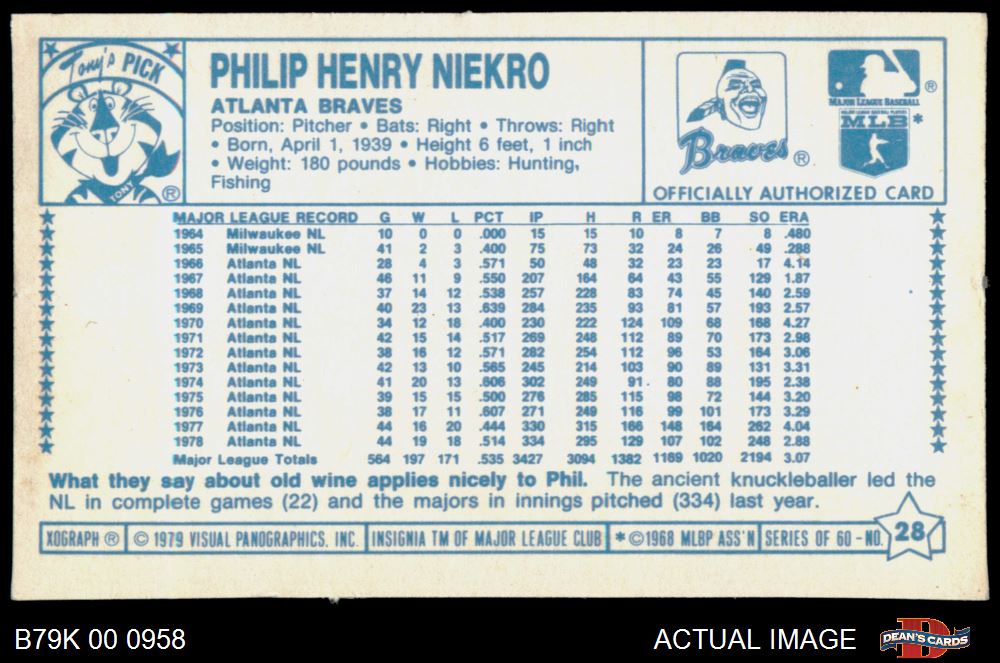 Tony's PICK
TONY ®
PHILIP HENRY NIEKRO
ATLANTA BRAVES
Position: Pitcher • Bats: Right • Throws: Right
• Born, April 1, 1939 • Height 6 feet, 1 inch
• Weight: 180 pounds • Hobbies: Hunting,
Fishing
Braves ®
®
MAJOR LEAGUE BASEBALL
MAJOR LEAGUE BASEBALL PLAYERS
MLB *
OFFICIALLY AUTHORIZED CARD
MAJOR LEAGUE RECORD G W L PCT IP H R ER BB SO ERA
1964 Milwaukee NL 10 0 0 .000 15 15 10 8 7 8 .480
1965 Milwaukee NL 41 2 3 .400 75 73 32 24 26 49 .288
1966 Atlanta NL 28 4 3 .571 50 48 32 23 23 17 4.14
1967 Atlanta NL 46 11 9 .550 207 164 64 43 55 129 1.87
1968 Atlanta NL 37 14 12 .538 257 228 83 74 45 140 2.59
1969 Atlanta NL 40 23 13 .639 284 235 93 81 57 193 2.57
1970 Atlanta NL 34 12 18 .400 230 222 124 109 68 168 4.27
1971 Atlanta NL 42 15 14 .517 269 248 112 89 70 173 2.98
1972 Atlanta NL 38 16 12 .571 282 254 112 96 53 164 3.06
1973 Atlanta NL 42 13 10 .565 245 214 103 90 89 131 3.31
1974 Atlanta NL 41 20 13 .606 302 249 91 80 88 195 2.38
1975 Atlanta NL 39 15 15 .500 276 285 115 98 72 144 3.20
1976 Atlanta NL 38 17 11 .607 271 249 116 99 101 173 3.29
1977 Atlanta NL 44 16 20 .444 330 315 166 148 164 262 4.04
1978 Atlanta NL 44 19 18 .514 334 295 129 107 102 248 2.88
Major League Totals 564 197 171 .535 3427 3094 1382 1169 1020 2194 3.07
What they say about old wine applies nicely to Phil. The ancient knuckleballer led the
NL in complete games (22) and the majors in innings pitched (334) last year.
XOGRAPH ® © 1979 VISUAL PANOGRAPHICS, INC. INSIGNIA TM OF MAJOR LEAGUE CLUB * © 1968 MLBP ASS'N SERIES OF 60 - NO. 28
B79K 00 0958 ACTUAL IMAGE DEAN'S CARDS